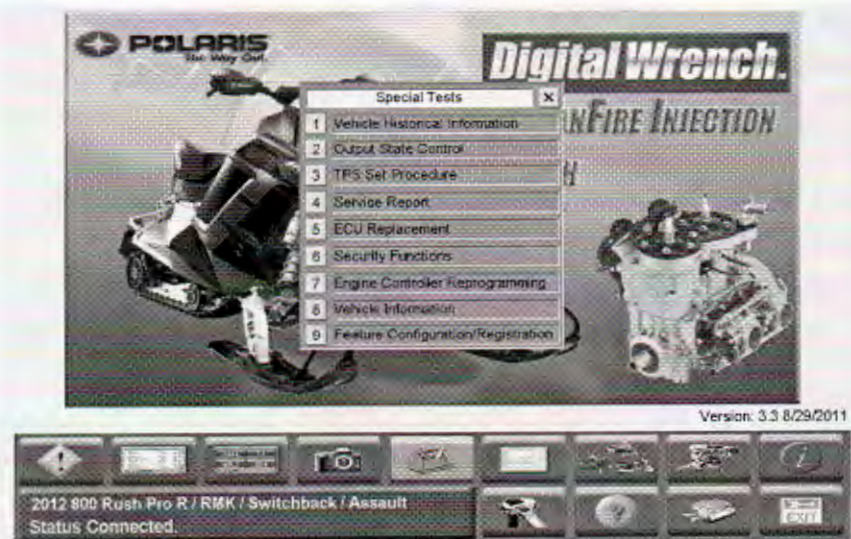 POLARIS
The Way Out.
Digital Wrench.
Special Tests X
NFIRE INJECTION
1 Vehicle Historical Information
2 Output State Control
3 TPS Set Procedure
4 Service Report
5 ECU Replacement
6 Security Functions
7 Engine Controller Reprogramming
8 Vehicle Information
9 Feature Configuration/Registration
Version: 3.3 8/29/2011
2012 800 Rush Pro R / RMK / Switchback / Assault
Status Connected.
EXIT